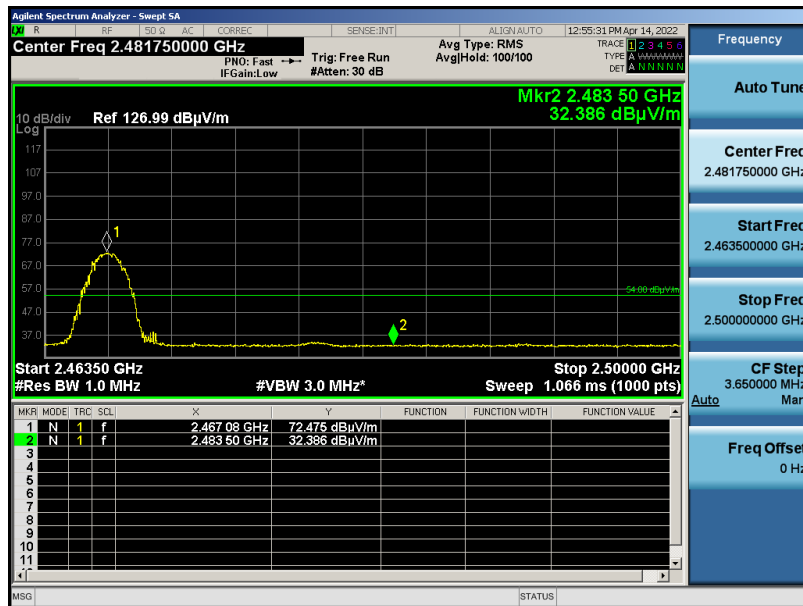 Agilent Spectrum Analyzer - Swept SA
LXI R RF 50 Ω AC CORREC SENSE:INT ALIGN AUTO 12:55:31 PM Apr 14, 2022
Center Freq 2.481750000 GHz
PNO: Fast
IFGain:Low
Trig: Free Run
#Atten: 30 dB
Avg Type: RMS
Avg|Hold: 100/100
TRACE 1 2 3 4 5 6
TYPE A WWWWW
DET A N N N N N
Mkr2 2.483 50 GHz
32.386 dBµV/m
10 dB/div
Log
Ref 126.99 dBµV/m
117
107
97.0
87.0
77.0
67.0
57.0
47.0
37.0
1
2
54.00 dBµV/m
Start 2.46350 GHz
Stop 2.50000 GHz
#Res BW 1.0 MHz
#VBW 3.0 MHz*
Sweep 1.066 ms (1000 pts)
MKR MODE TRC SCL X Y FUNCTION FUNCTION WIDTH FUNCTION VALUE
1 N 1 f 2.467 08 GHz 72.475 dBµV/m
2 N 1 f 2.483 50 GHz 32.386 dBµV/m
3
4
5
6
7
8
9
10
11
MSG
STATUS
Frequency
Auto Tune
Center Freq
2.481750000 GHz
Start Freq
2.463500000 GHz
Stop Freq
2.500000000 GHz
CF Step
3.650000 MHz
Auto Man
Freq Offset
0 Hz